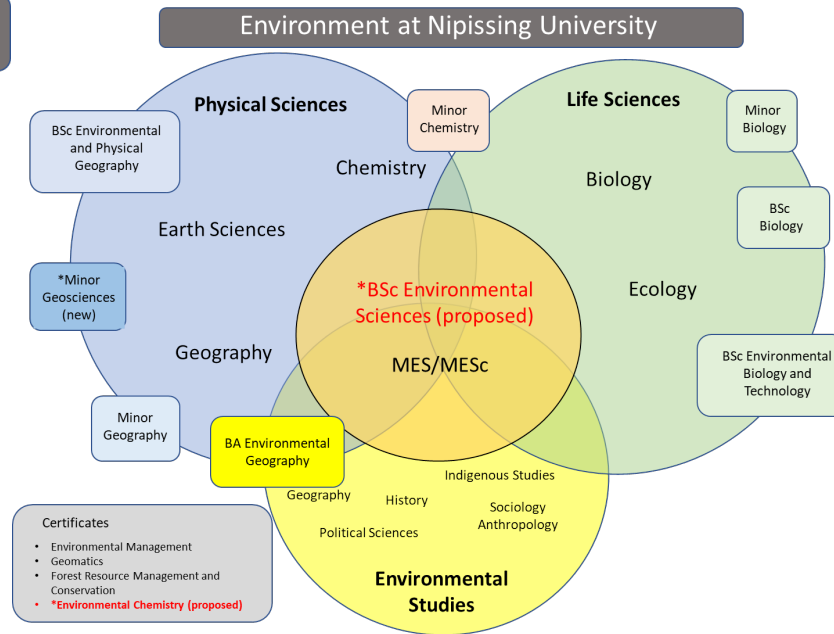 Environment at Nipissing University
Physical Sciences
Life Sciences
Minor
Chemistry
Minor
Biology
BSc Environmental
and Physical
Geography
Chemistry
Biology
BSc
Biology
Earth Sciences
*Minor
Geosciences
(new)
*BSc Environmental
Sciences (proposed)
Ecology
Geography
MES/MESc
BSc Environmental
Biology and
Technology
Minor
Geography
BA Environmental
Geography
Indigenous Studies
Geography
History
Sociology
Anthropology
Political Sciences
Environmental
Studies
Certificates
• Environmental Management
• Geomatics
• Forest Resource Management and
Conservation
• *Environmental Chemistry (proposed)